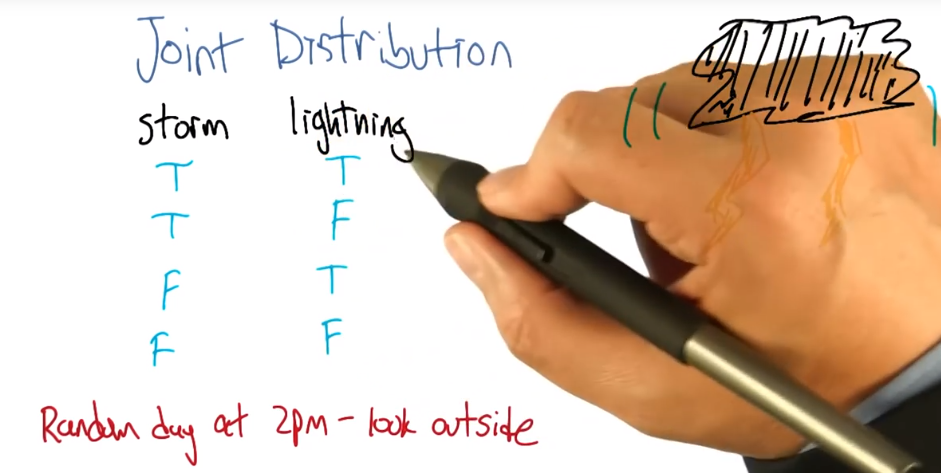 Joint Distribution
storm lightning
T T
T F
F T
F F
Random day at 2pm - look outside